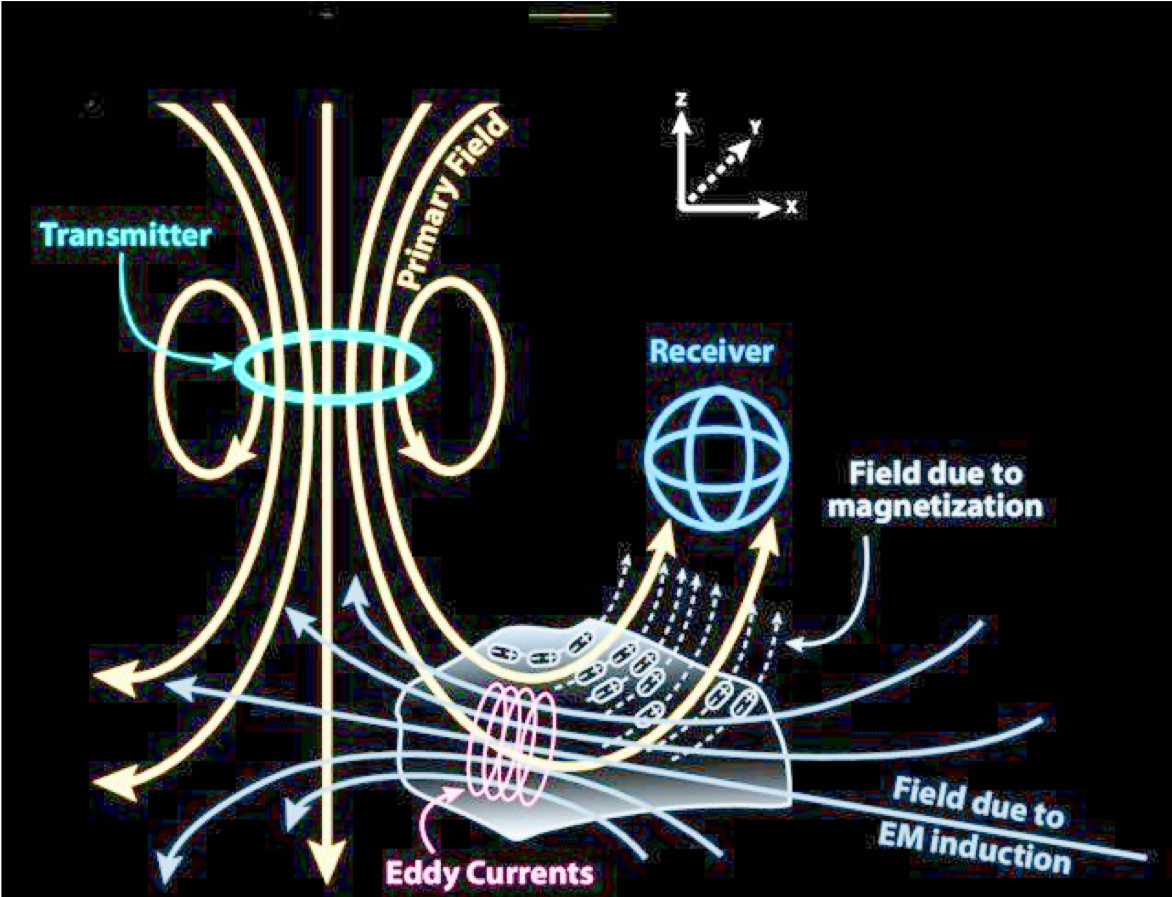 Z
Y
X
Primary Field
Transmitter
Receiver
Field due to
magnetization
Field due to
EM induction
Eddy Currents